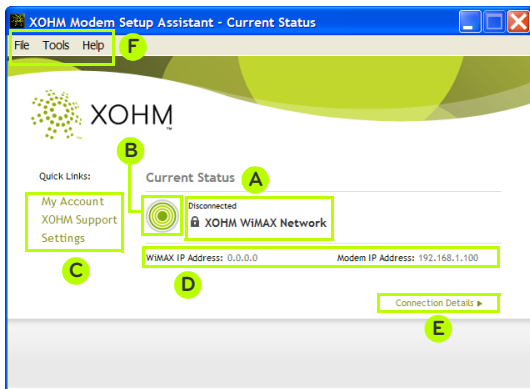 XOHM Modem Setup Assistant - Current Status
File Tools Help
F
XOHM
™
B
Quick Links:
Current Status
A
My Account
XOHM Support
Settings
Disconnected
XOHM WiMAX Network
C
WiMAX IP Address: 0.0.0.0 Modem IP Address: 192.168.1.100
D
Connection Details ▶
E